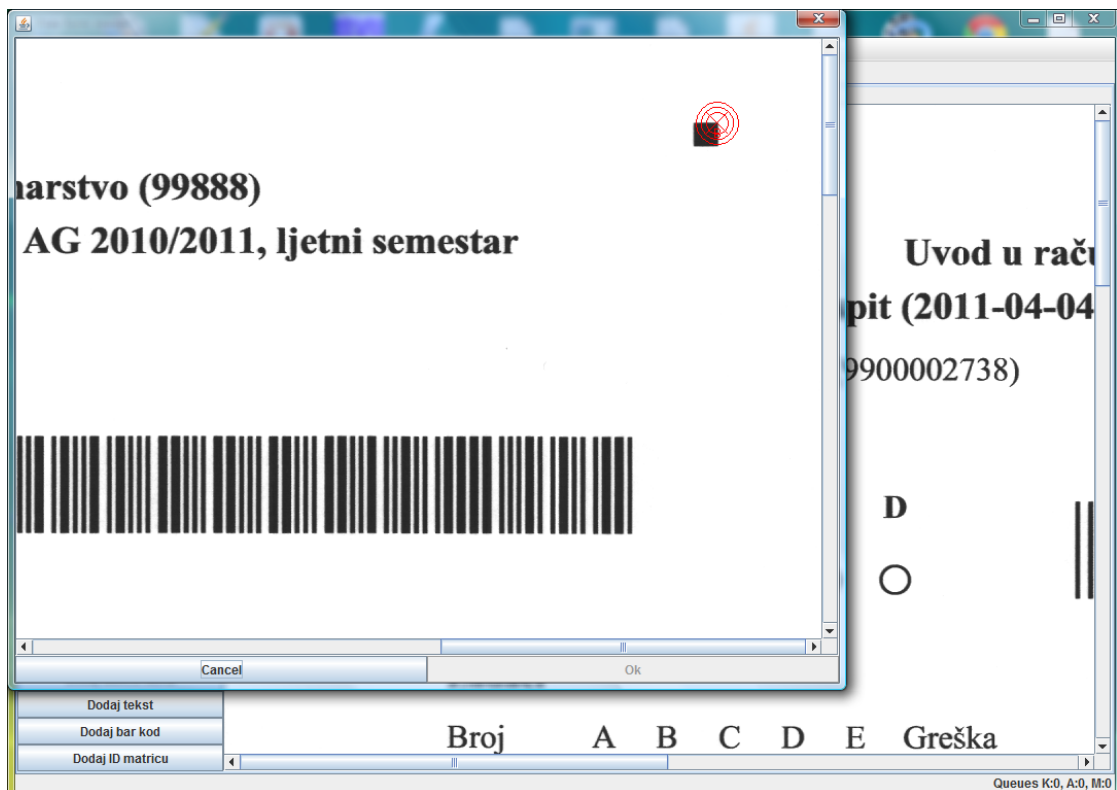 narstvo (99888)
AG 2010/2011, ljetni semestar
Cancel
Ok
Uvod u raču
pit (2011-04-04
9900002738)
D
Dodaj tekst
Dodaj bar kod
Dodaj ID matricu
Broj A B C D E Greška
Queues K:0, A:0, M:0